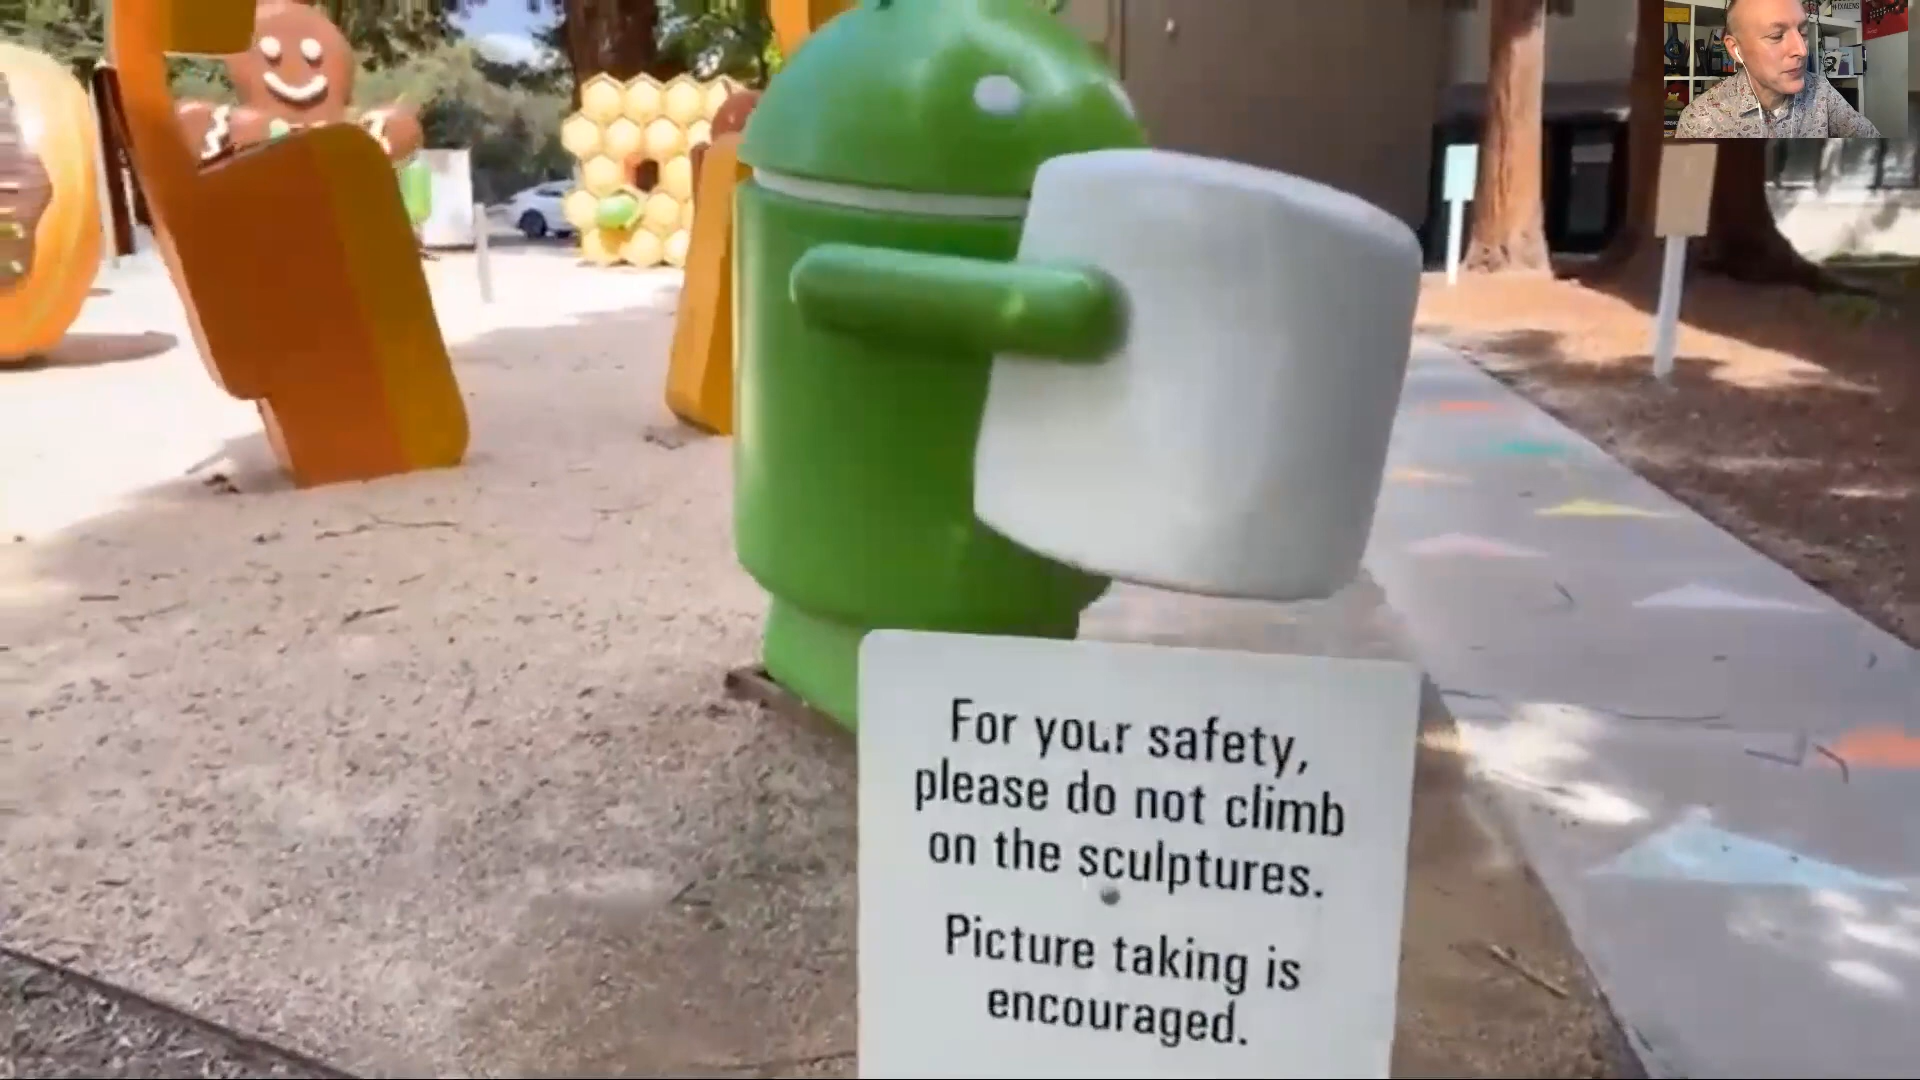 For your safety,
please do not climb
on the sculptures.
Picture taking is
encouraged.